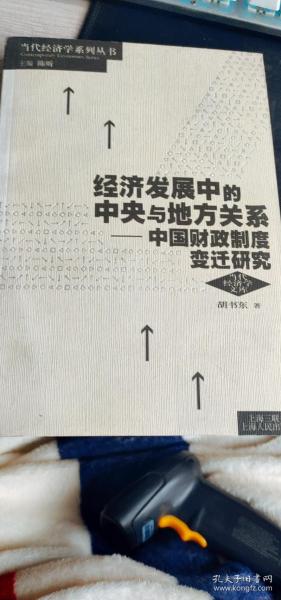 当代经济学系列丛书
Contemporary Economics Series
主编 陈昕
经济发展中的
中央与地方关系
——中国财政制度
变迁研究
当代
经济学
文库
胡书东 著
上海三联
上海人民出
孔夫子旧书网
www.kongfz.com